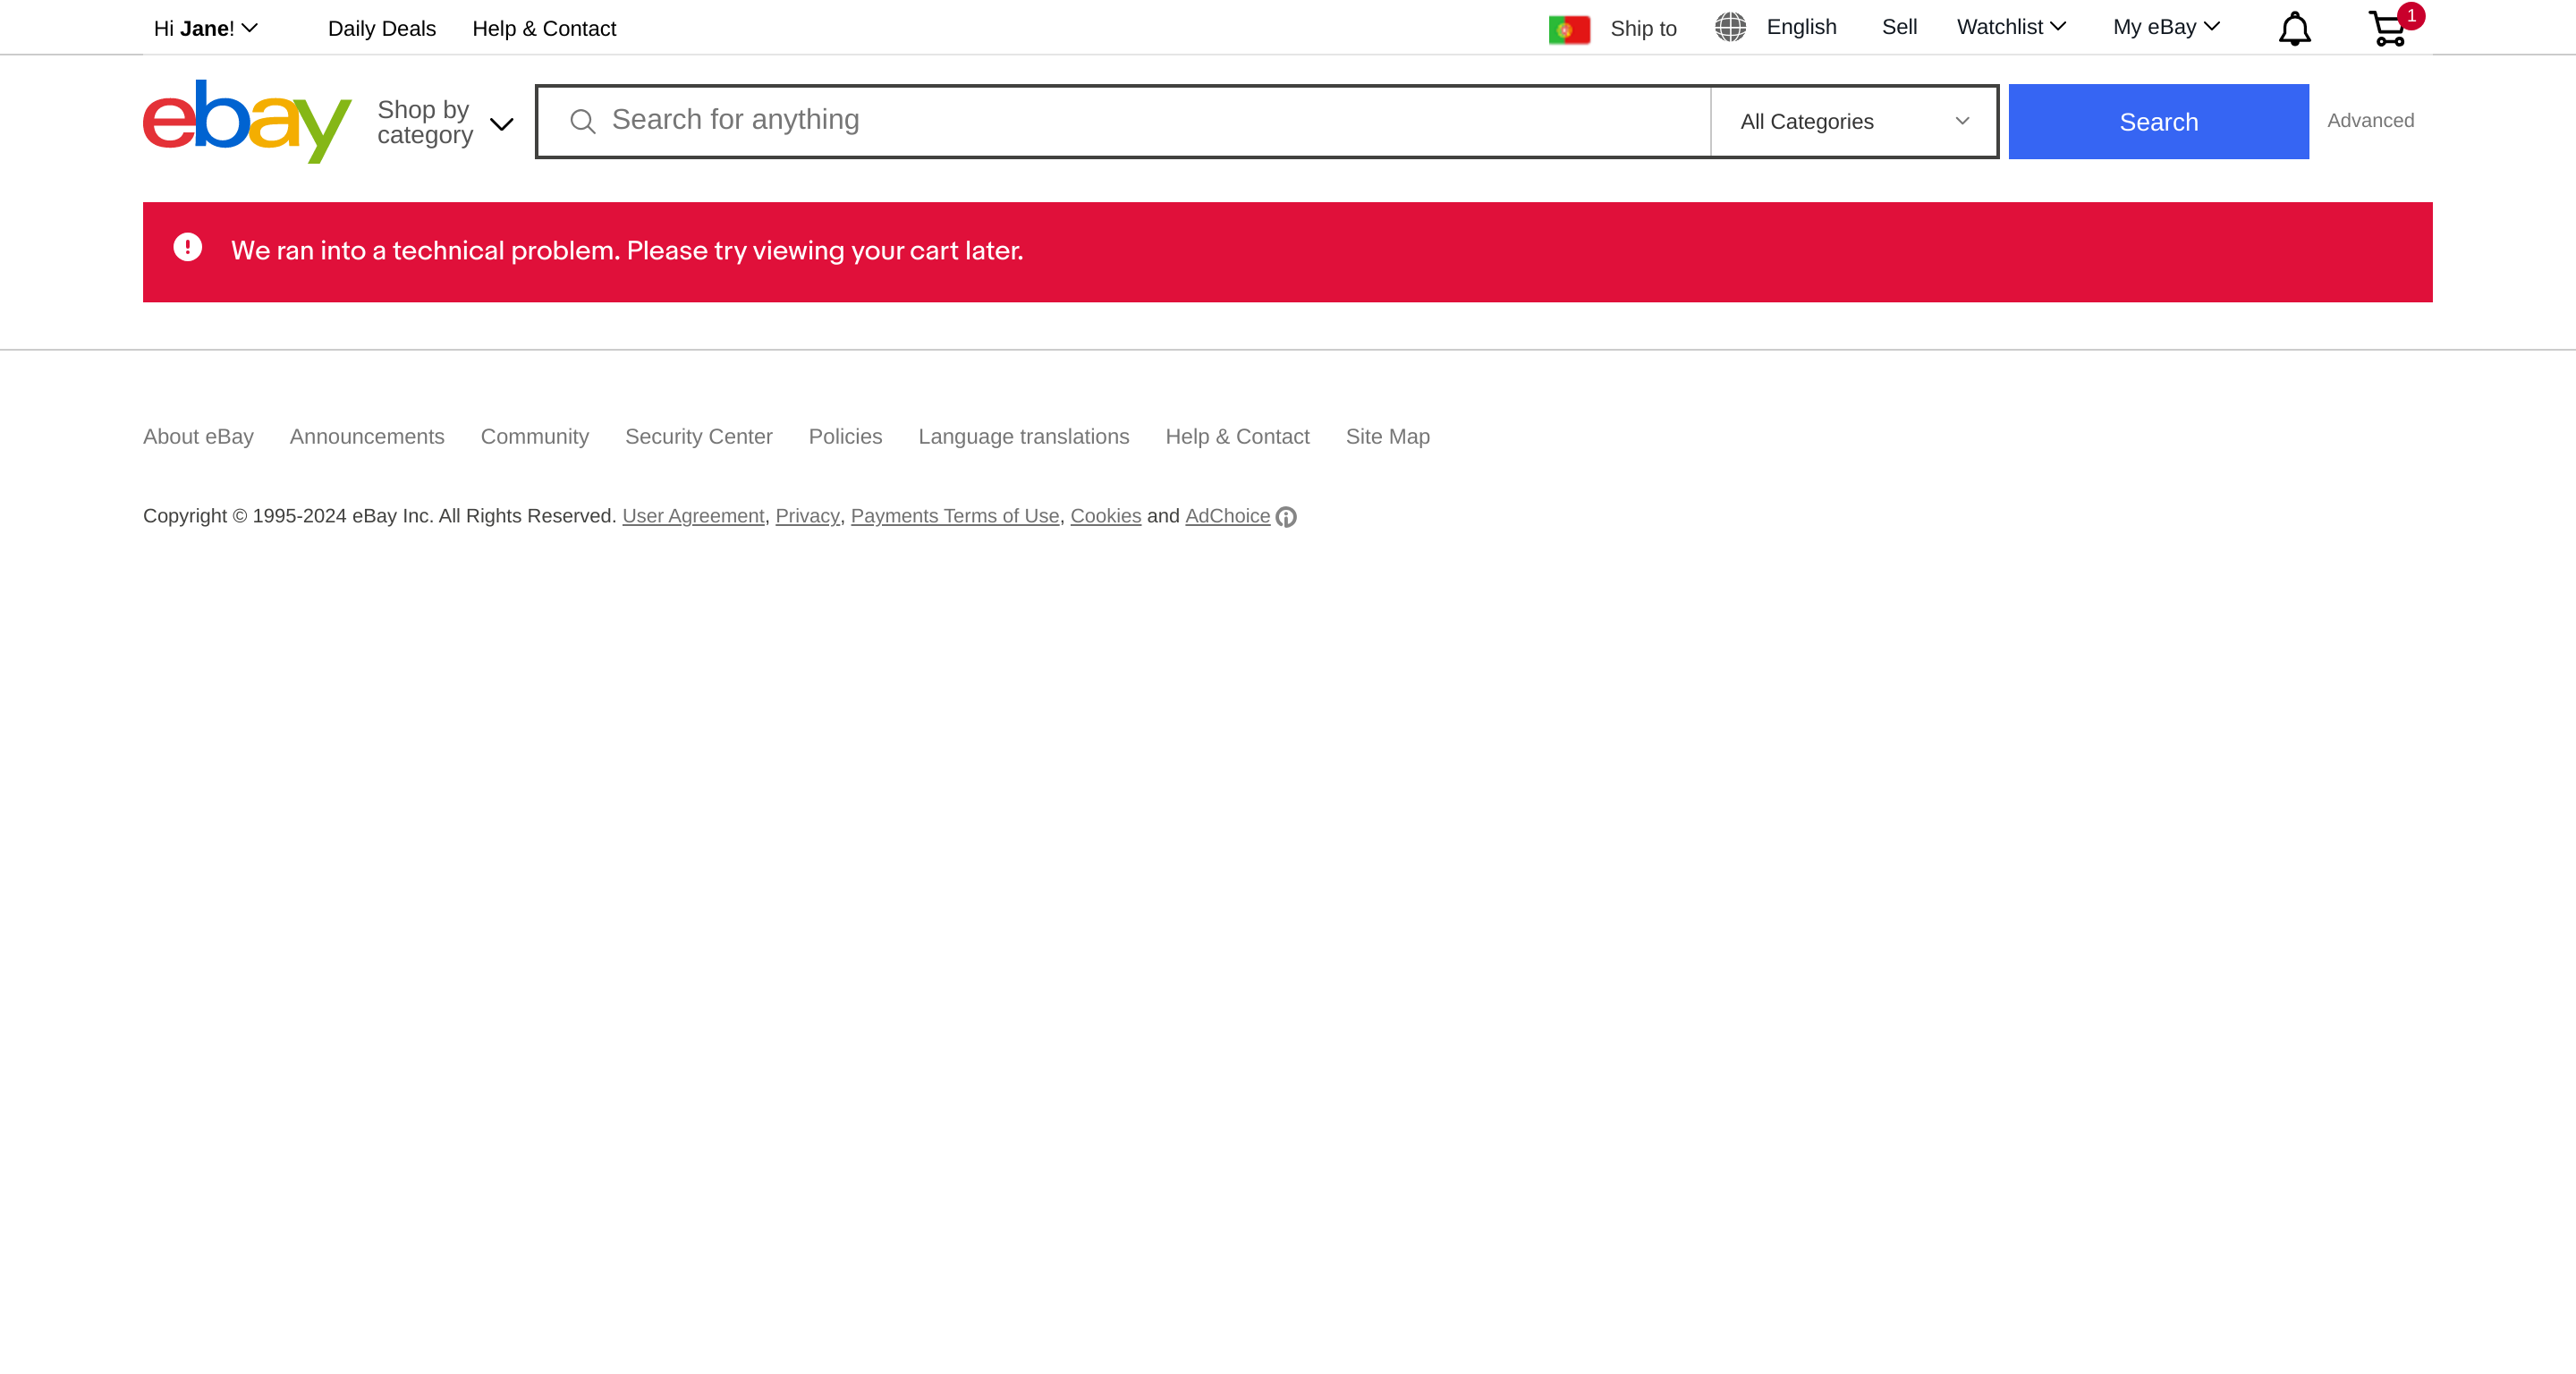 Hi Jane! Daily Deals Help & Contact Ship to English Sell Watchlist My eBay 1
ebay Shop by category Search for anything All Categories Search Advanced
We ran into a technical problem. Please try viewing your cart later.
About eBay Announcements Community Security Center Policies Language translations Help & Contact Site Map
Copyright © 1995-2024 eBay Inc. All Rights Reserved. User Agreement, Privacy, Payments Terms of Use, Cookies and AdChoice